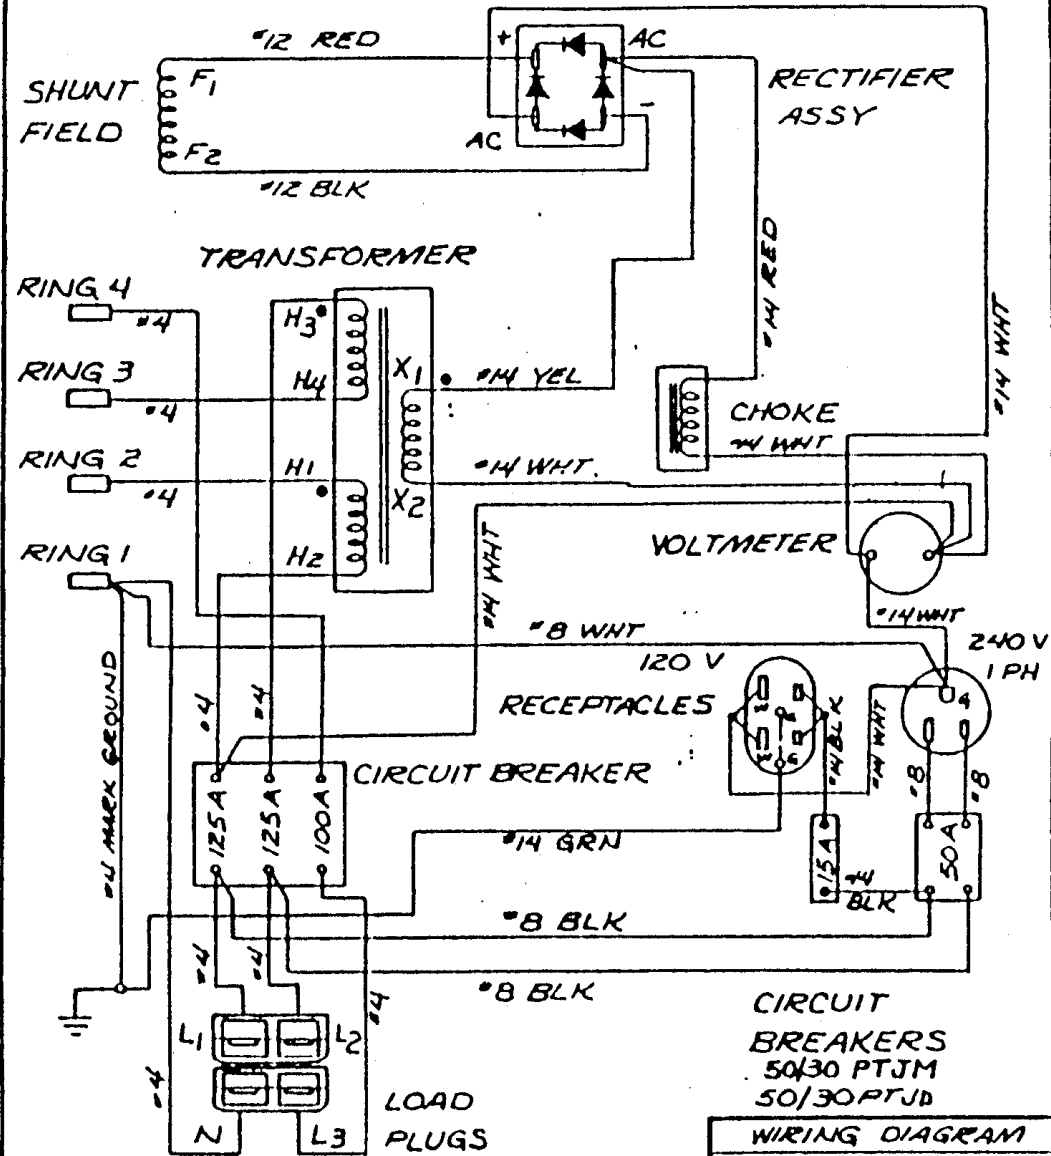 #12 RED
+
AC
RECTIFIER
ASSY
SHUNT
FIELD
F1
F2
-
AC
#12 BLK
TRANSFORMER
#14 RED
#14 WHT
RING 4
#4
H3
RING 3
#4
H4
X1
#14 YEL
CHOKE
#14 WHT
RING 2
#4
H1
X2
#14 WHT
RING 1
H2
#14 WHT
VOLTMETER
#14 WHT
#8 WHT
240 V
1 PH
120 V
RECEPTACLES
#4 MARK GROUND
#4
#4
#14 BLK
#14 WHT
#8
#8
CIRCUIT BREAKER
125A
125A
100A
#14 GRN
15A
#4
BLK
50A
#8 BLK
#4
#4
#8 BLK
#4
L1
L2
#4
N
L3
LOAD
PLUGS
CIRCUIT
BREAKERS
50/30 PTJM
50/30 PTJD
WIRING DIAGRAM